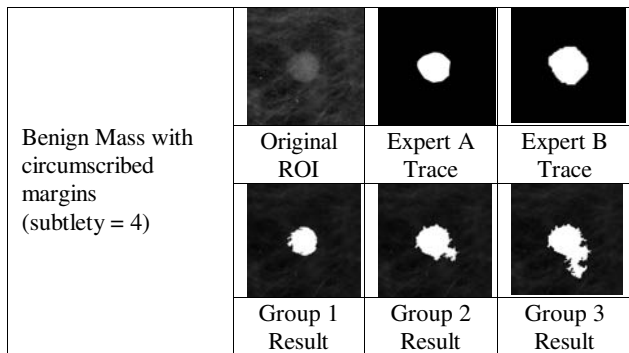 Benign Mass with
circumscribed
margins
(subtlety = 4)
Original
ROI
Expert A
Trace
Expert B
Trace
Group 1
Result
Group 2
Result
Group 3
Result